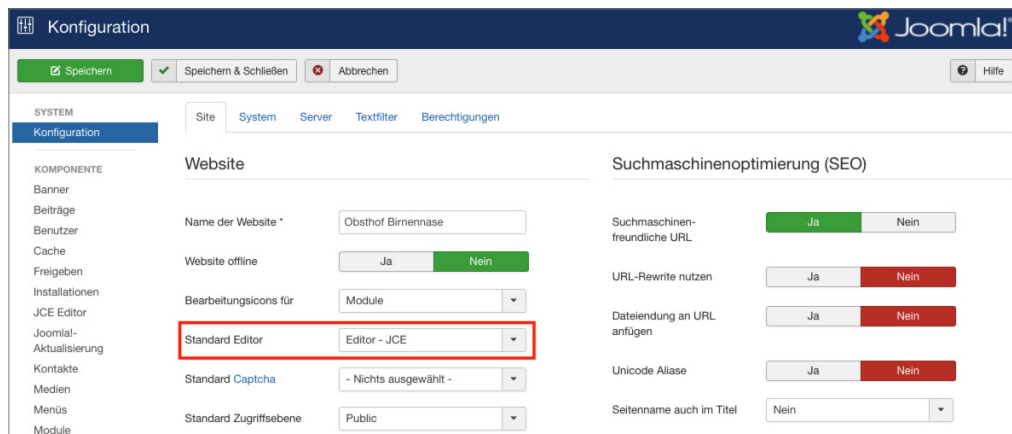 Konfiguration
Joomla!®
Speichern
Speichern & Schließen
Abbrechen
Hilfe
SYSTEM
Konfiguration
KOMPONENTE
Banner
Beiträge
Benutzer
Cache
Freigeben
Installationen
JCE Editor
Joomla!-
Aktualisierung
Kontakte
Medien
Menüs
Module
Site
System
Server
Textfilter
Berechtigungen
Website
Name der Website *
Obsthof Birnennase
Website offline
Ja
Nein
Bearbeitungsicons für
Module
Standard Editor
Editor - JCE
Standard Captcha
- Nichts ausgewählt -
Standard Zugriffsebene
Public
Suchmaschinenoptimierung (SEO)
Suchmaschinen-
freundliche URL
Ja
Nein
URL-Rewrite nutzen
Ja
Nein
Dateiendung an URL
anfügen
Ja
Nein
Unicode Aliase
Ja
Nein
Seitenname auch im Titel
Nein